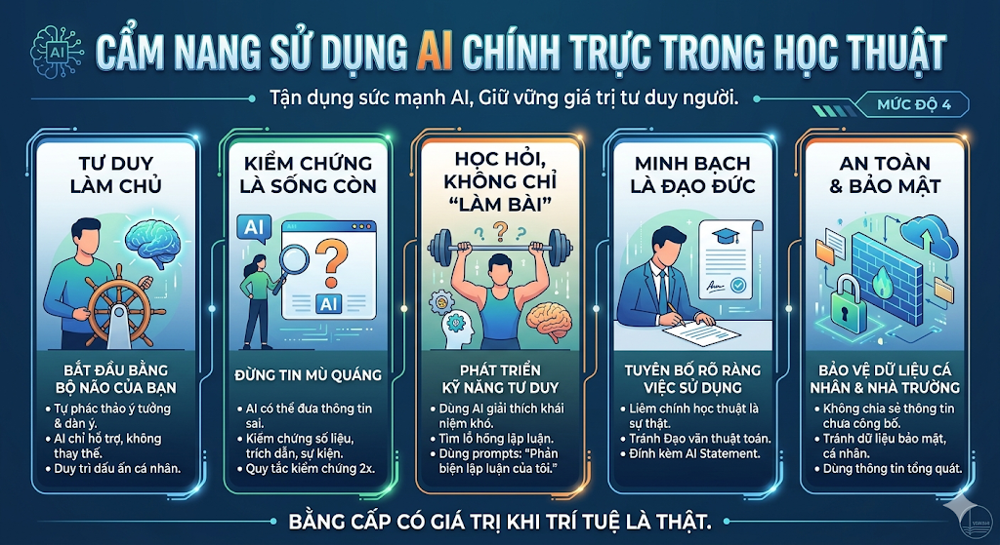 AI
CẨM NANG SỬ DỤNG AI CHÍNH TRỰC TRONG HỌC THUẬT
Tận dụng sức mạnh AI, Giữ vững giá trị tư duy người.
MỨC ĐỘ 4
TƯ DUY
LÀM CHỦ
BẮT ĐẦU BẰNG
BỘ NÃO CỦA BẠN
• Tự phác thảo ý tưởng
& dàn ý.
• AI chỉ hỗ trợ, không
thay thế.
• Duy trì dấu ấn cá nhân.
KIỂM CHỨNG
LÀ SỐNG CÒN
AI
?
AI
ĐỪNG TIN MÙ QUÁNG
• AI có thể đưa thông tin
sai.
• Kiểm chứng số liệu,
trích dẫn, sự kiện.
• Quy tắc kiểm chứng 2x.
HỌC HỎI,
KHÔNG CHỈ
“LÀM BÀI”
? ? ?
PHÁT TRIỂN
KỸ NĂNG TƯ DUY
• Dùng AI giải thích khái
niệm khó.
• Tìm lỗ hổng lập luận.
• Dùng prompts: "Phản
biện lập luận của tôi.”
MINH BẠCH
LÀ ĐẠO ĐỨC
TUYÊN BỐ RÕ RÀNG
VIỆC SỬ DỤNG
• Liêm chính học thuật là
sự thật.
• Tránh Đạo văn thuật toán.
• Đính kèm AI Statement.
AN TOÀN
& BẢO MẬT
BẢO VỆ DỮ LIỆU CÁ
NHÂN & NHÀ TRƯỜNG
• Không chia sẻ thông tin
chưa công bố.
• Tránh dữ liệu bảo mật,
cá nhân.
• Dùng thông tin tổng quát.
BẰNG CẤP CÓ GIÁ TRỊ KHI TRÍ TUỆ LÀ THẬT.